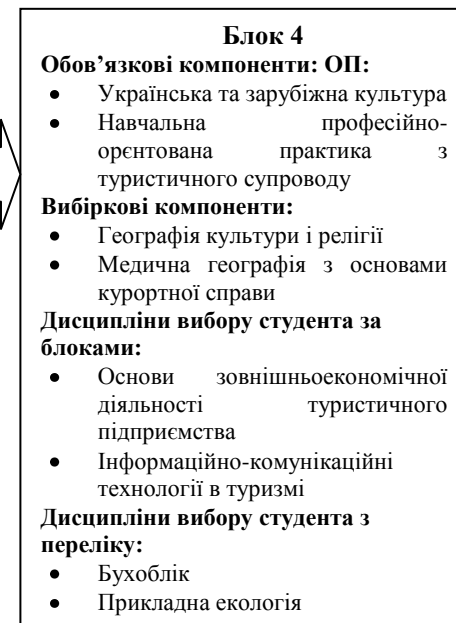 Блок 4
Обов’язкові компоненти: ОП:
• Українська та зарубіжна культура
• Навчальна професійно-
орєнтована практика з
туристичного супроводу
Вибіркові компоненти:
• Географія культури і релігії
• Медична географія з основами
курортної справи
Дисципліни вибору студента за
блоками:
• Основи зовнішньоекономічної
діяльності туристичного
підприємства
• Інформаційно-комунікаційні
технології в туризмі
Дисципліни вибору студента з
переліку:
• Бухоблік
• Прикладна екологія